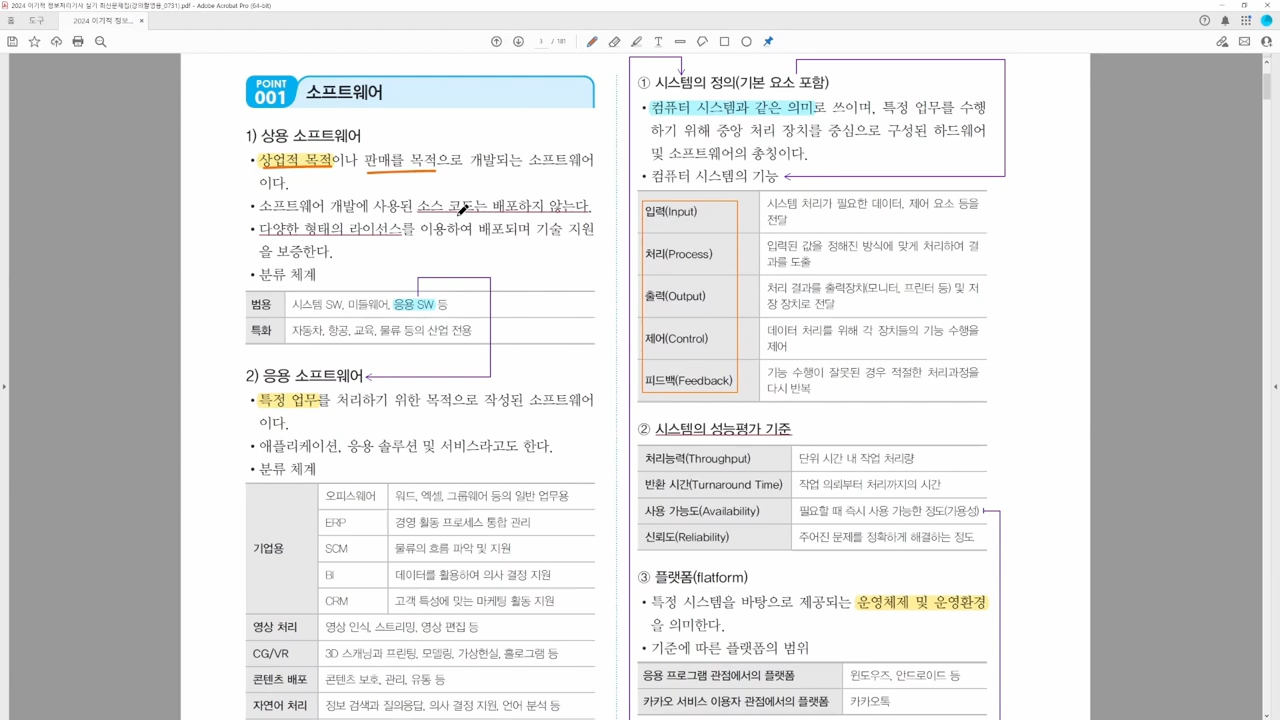 2024 이기적 정보처리기사 실기 최신문제집(강의촬영용_0731).pdf - Adobe Acrobat Pro (64-bit)
홈 도구 2024 이기적 정보... ×
3 / 181
POINT 001 소프트웨어
1) 상용 소프트웨어
• 상업적 목적이나 판매를 목적으로 개발되는 소프트웨어
이다.
• 소프트웨어 개발에 사용된 소스 코드는 배포하지 않는다.
• 다양한 형태의 라이선스를 이용하여 배포되며 기술 지원
을 보증한다.
• 분류 체계
범용 시스템 SW, 미들웨어, 응용 SW 등
특화 자동차, 항공, 교육, 물류 등의 산업 전용
2) 응용 소프트웨어
• 특정 업무를 처리하기 위한 목적으로 작성된 소프트웨어
이다.
• 애플리케이션, 응용 솔루션 및 서비스라고도 한다.
• 분류 체계
기업용
오피스웨어 워드, 엑셀, 그룹웨어 등의 일반 업무용
ERP 경영 활동 프로세스 통합 관리
SCM 물류의 흐름 파악 및 지원
BI 데이터를 활용하여 의사 결정 지원
CRM 고객 특성에 맞는 마케팅 활동 지원
영상 처리 영상 인식, 스트리밍, 영상 편집 등
CG/VR 3D 스캐닝과 프린팅, 모델링, 가상현실, 홀로그램 등
콘텐츠 배포 콘텐츠 보호, 관리, 유통 등
자연어 처리 정보 검색과 질의응답, 의사 결정 지원, 언어 분석 등
① 시스템의 정의(기본 요소 포함)
• 컴퓨터 시스템과 같은 의미로 쓰이며, 특정 업무를 수행
하기 위해 중앙 처리 장치를 중심으로 구성된 하드웨어
및 소프트웨어의 총칭이다.
• 컴퓨터 시스템의 기능
입력(Input) 시스템 처리가 필요한 데이터, 제어 요소 등을
전달
처리(Process) 입력된 값을 정해진 방식에 맞게 처리하여 결
과를 도출
출력(Output) 처리 결과를 출력장치(모니터, 프린터 등) 및 저
장 장치로 전달
제어(Control) 데이터 처리를 위해 각 장치들의 기능 수행을
제어
피드백(Feedback) 기능 수행이 잘못된 경우 적절한 처리과정을
다시 반복
② 시스템의 성능평가 기준
처리능력(Throughput) 단위 시간 내 작업 처리량
반환 시간(Turnaround Time) 작업 의뢰부터 처리까지의 시간
사용 가능도(Availability) 필요할 때 즉시 사용 가능한 정도(가용성)
신뢰도(Reliability) 주어진 문제를 정확하게 해결하는 정도
③ 플랫폼(flatform)
• 특정 시스템을 바탕으로 제공되는 운영체제 및 운영환경
을 의미한다.
• 기준에 따른 플랫폼의 범위
응용 프로그램 관점에서의 플랫폼 윈도우즈, 안드로이드 등
카카오 서비스 이용자 관점에서의 플랫폼 카카오톡